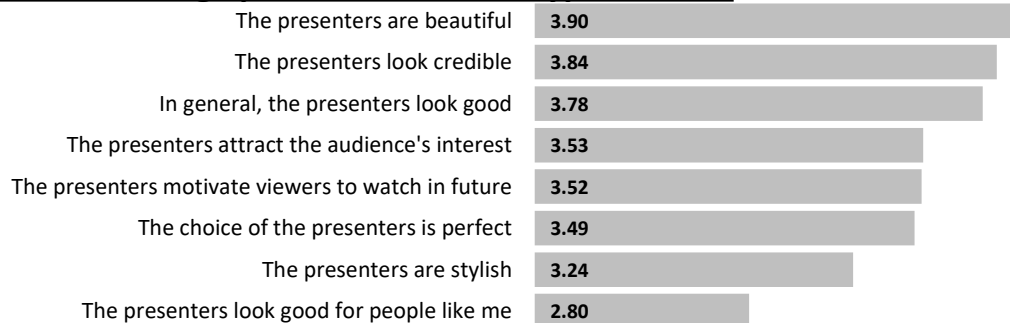 The presenters are beautiful 3.90
The presenters look credible 3.84
In general, the presenters look good 3.78
The presenters attract the audience's interest 3.53
The presenters motivate viewers to watch in future 3.52
The choice of the presenters is perfect 3.49
The presenters are stylish 3.24
The presenters look good for people like me 2.80